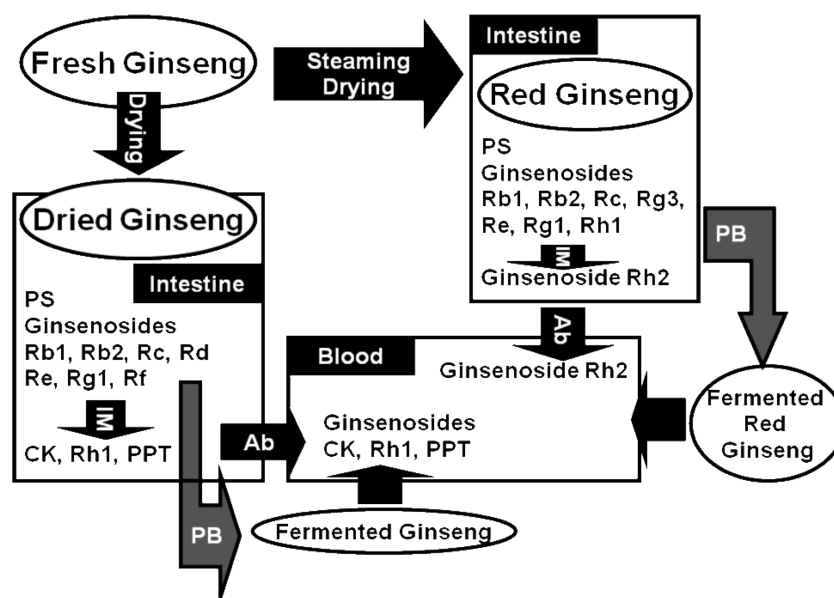 Fresh Ginseng
Steaming
Drying
Intestine
Red Ginseng
PS
Ginsenosides
Rb1, Rb2, Rc, Rg3,
Re, Rg1, Rh1
IM
Ginsenoside Rh2
PB
Drying
Dried Ginseng
Intestine
PS
Ginsenosides
Rb1, Rb2, Rc, Rd
Re, Rg1, Rf
IM
CK, Rh1, PPT
PB
Ab
Ab
Blood
Ginsenoside Rh2
Ginsenosides
CK, Rh1, PPT
Fermented
Red
Ginseng
Fermented Ginseng